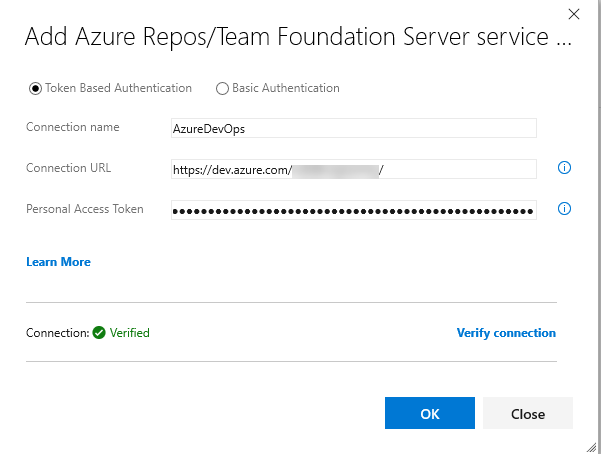 Add Azure Repos/Team Foundation Server service ...
Token Based Authentication Basic Authentication
Connection name AzureDevOps
Connection URL https://dev.azure.com/ /
Personal Access Token ●●●●●●●●●●●●●●●●●●●●●●●●●●●●●●●●●●●●●●●●●●●●●●●●●●●●
Learn More
Connection: Verified Verify connection
OK Close